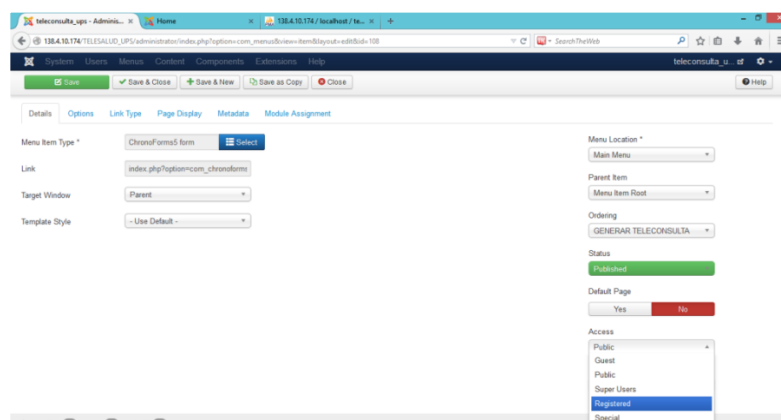 teleconsulta_ups - Adminis... × Home × 138.4.10.174 / localhost / te... × +
138.4.10.174/TELESALUD_UPS/administrator/index.php?option=com_menus&view=item&layout=edit&id=108 SearchTheWeb
System Users Menus Content Components Extensions Help teleconsulta_u...
Save Save & Close Save & New Save as Copy Close Help
Details Options Link Type Page Display Metadata Module Assignment
Menu Item Type * ChronoForms5 form Select
Link index.php?option=com_chronoforms
Target Window Parent
Template Style - Use Default -
Menu Location *
Main Menu
Parent Item
Menu Item Root
Ordering
GENERAR TELECONSULTA
Status
Published
Default Page
Yes No
Access
Public
Guest
Public
Super Users
Registered
Special